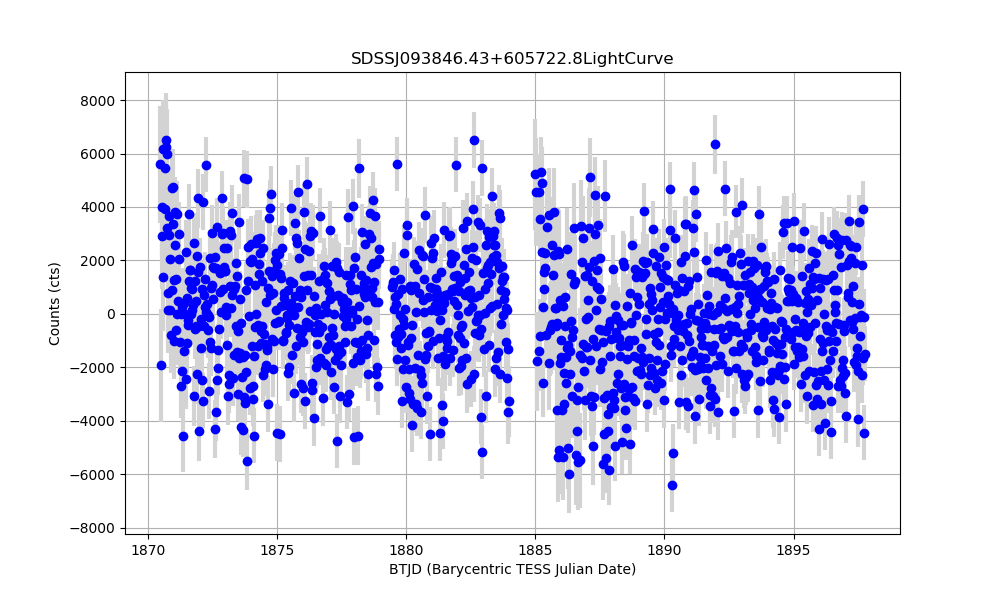 SDSSJ093846.43+605722.8LightCurve
8000
6000
4000
2000
0
−2000
−4000
−6000
−8000
Counts (cts)
1870 1875 1880 1885 1890 1895
BTJD (Barycentric TESS Julian Date)